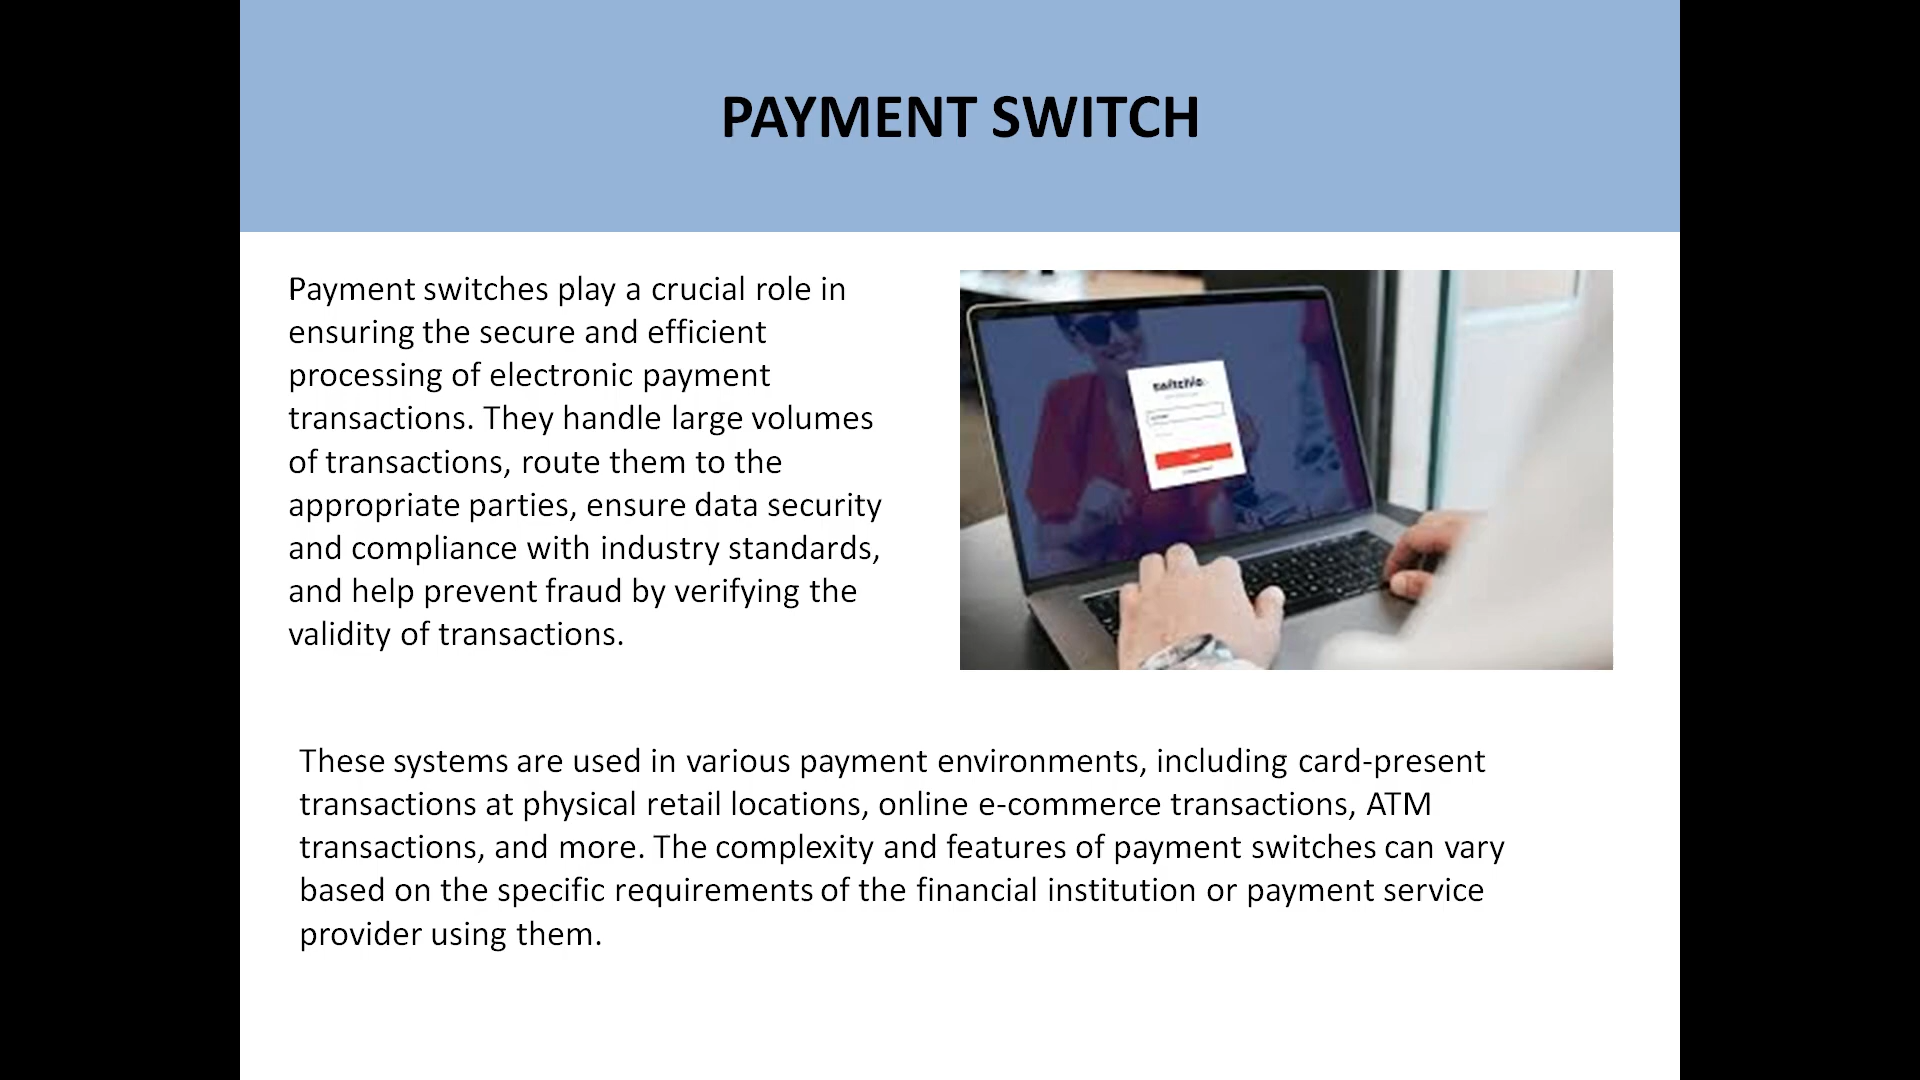 PAYMENT SWITCH
Payment switches play a crucial role in
ensuring the secure and efficient
processing of electronic payment
transactions. They handle large volumes
of transactions, route them to the
appropriate parties, ensure data security
and compliance with industry standards,
and help prevent fraud by verifying the
validity of transactions.
switchio
These systems are used in various payment environments, including card-present
transactions at physical retail locations, online e-commerce transactions, ATM
transactions, and more. The complexity and features of payment switches can vary
based on the specific requirements of the financial institution or payment service
provider using them.